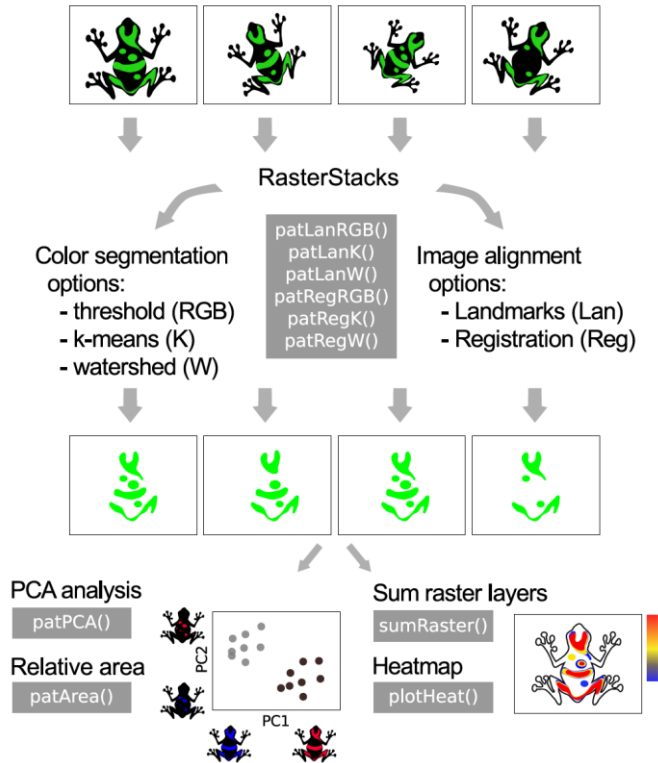 RasterStacks
Color segmentation
options:
- threshold (RGB)
- k-means (K)
- watershed (W)
patLanRGB()
patLanK()
patLanW()
patRegRGB()
patRegK()
patRegW()
Image alignment
options:
- Landmarks (Lan)
- Registration (Reg)
PCA analysis
patPCA()
Relative area
patArea()
PC2
PC1
Sum raster layers
sumRaster()
Heatmap
plotHeat()